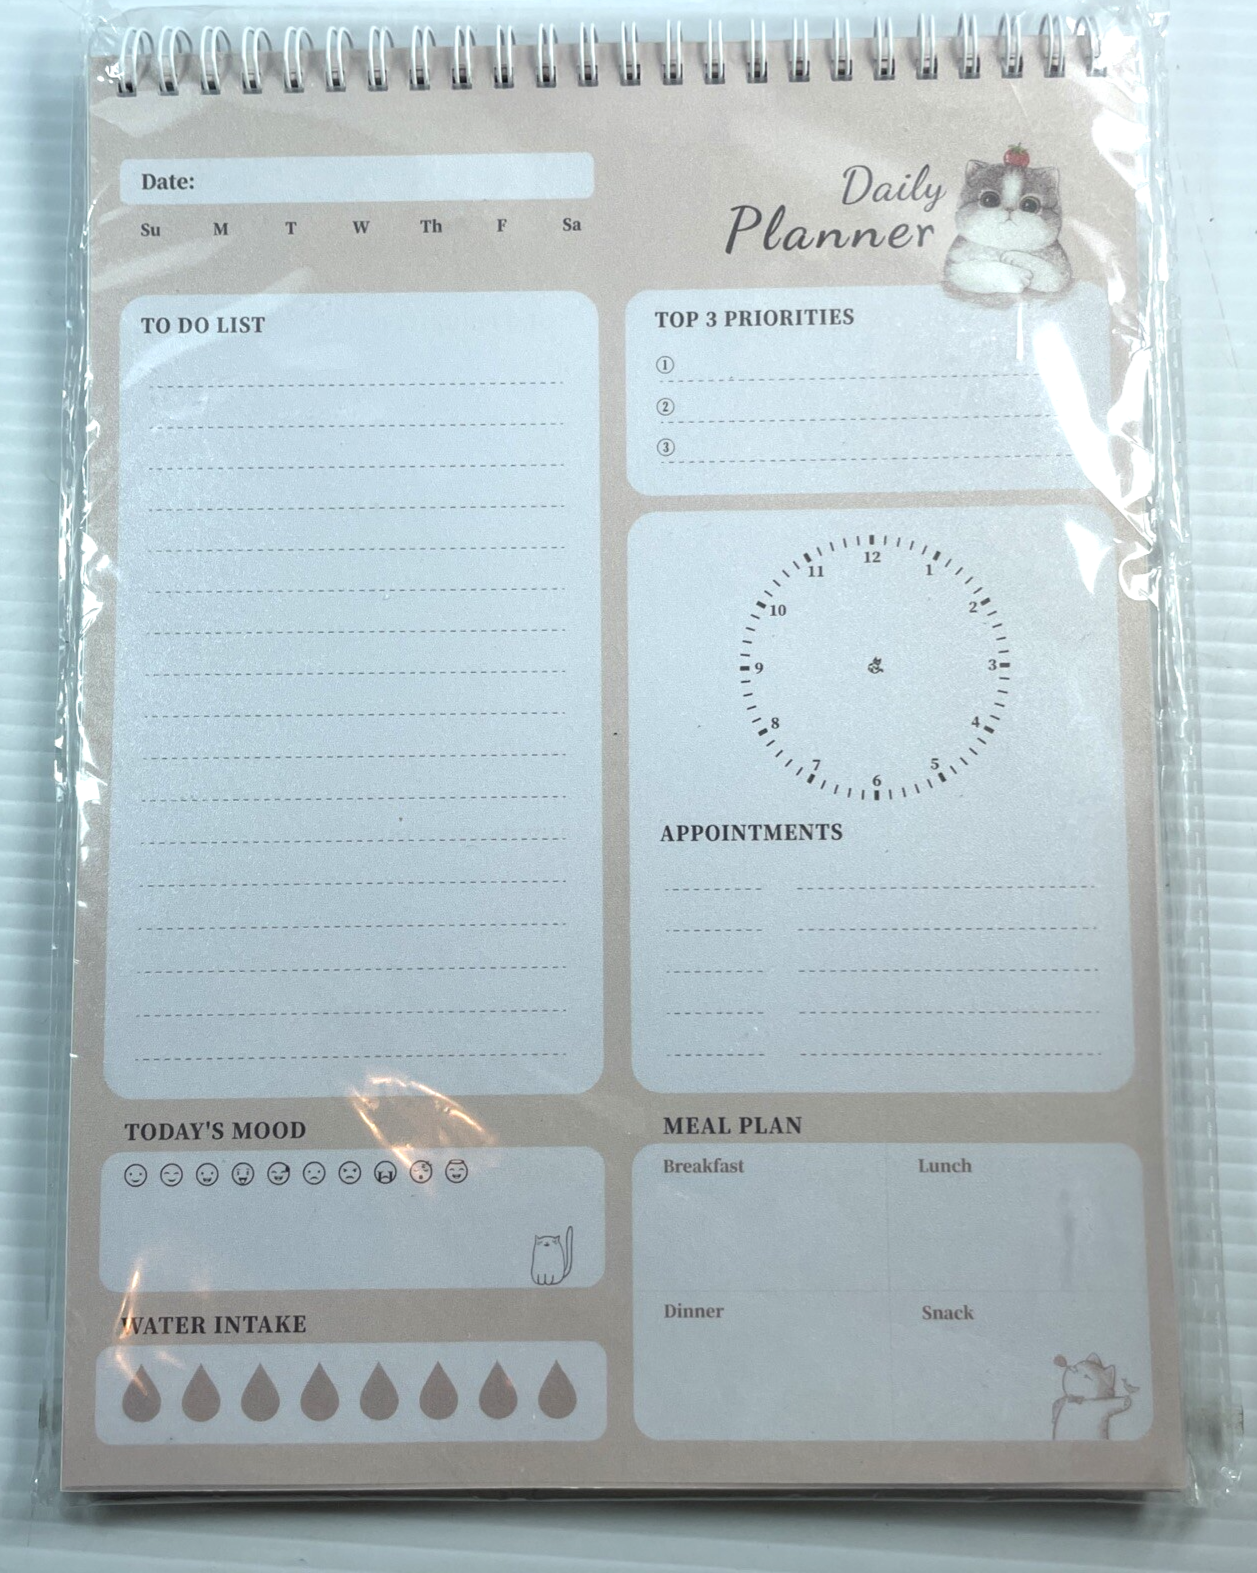 Date:
Su M T W Th F Sa
Daily
Planner
TO DO LIST
TOP 3 PRIORITIES
1
2
3
12
1
2
3
4
5
6
7
8
9
10
11
APPOINTMENTS
TODAY'S MOOD
WATER INTAKE
MEAL PLAN
Breakfast Lunch
Dinner Snack